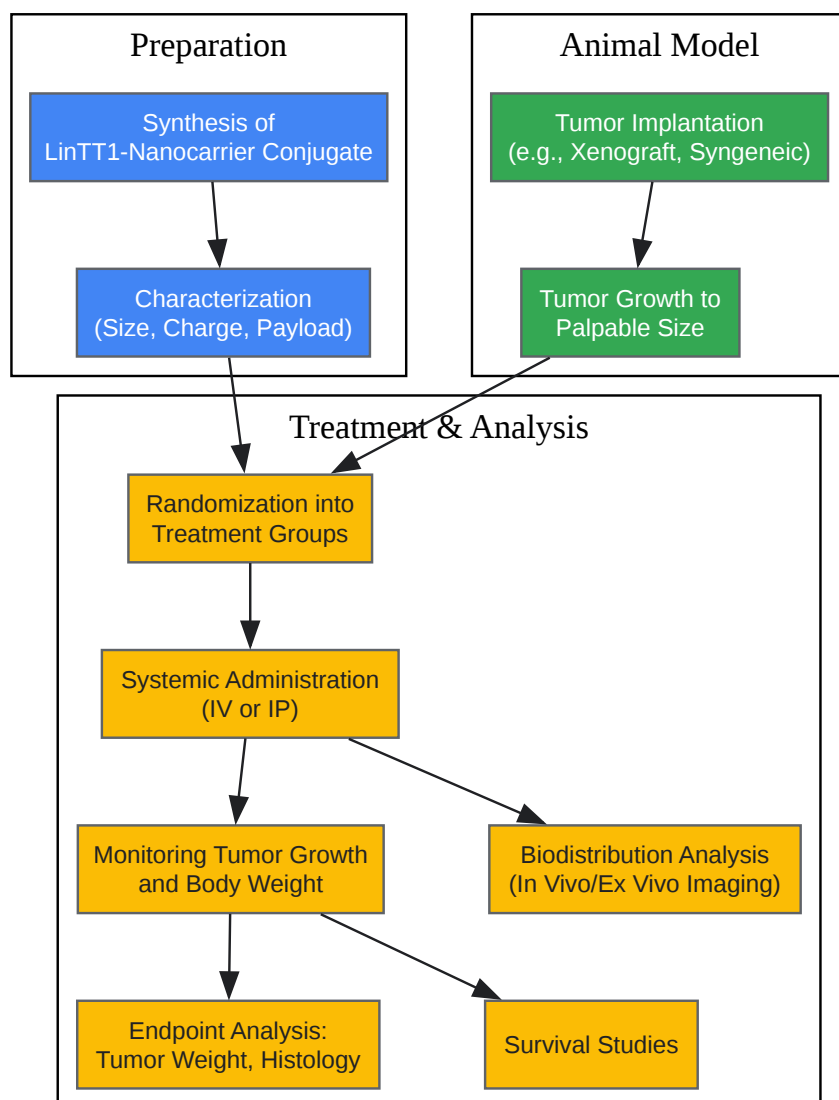 Preparation
Synthesis of
LinTT1-Nanocarrier Conjugate
Characterization
(Size, Charge, Payload)
Animal Model
Tumor Implantation
(e.g., Xenograft, Syngeneic)
Tumor Growth to
Palpable Size
Treatment & Analysis
Randomization into
Treatment Groups
Systemic Administration
(IV or IP)
Monitoring Tumor Growth
and Body Weight
Biodistribution Analysis
(In Vivo/Ex Vivo Imaging)
Endpoint Analysis:
Tumor Weight, Histology
Survival Studies